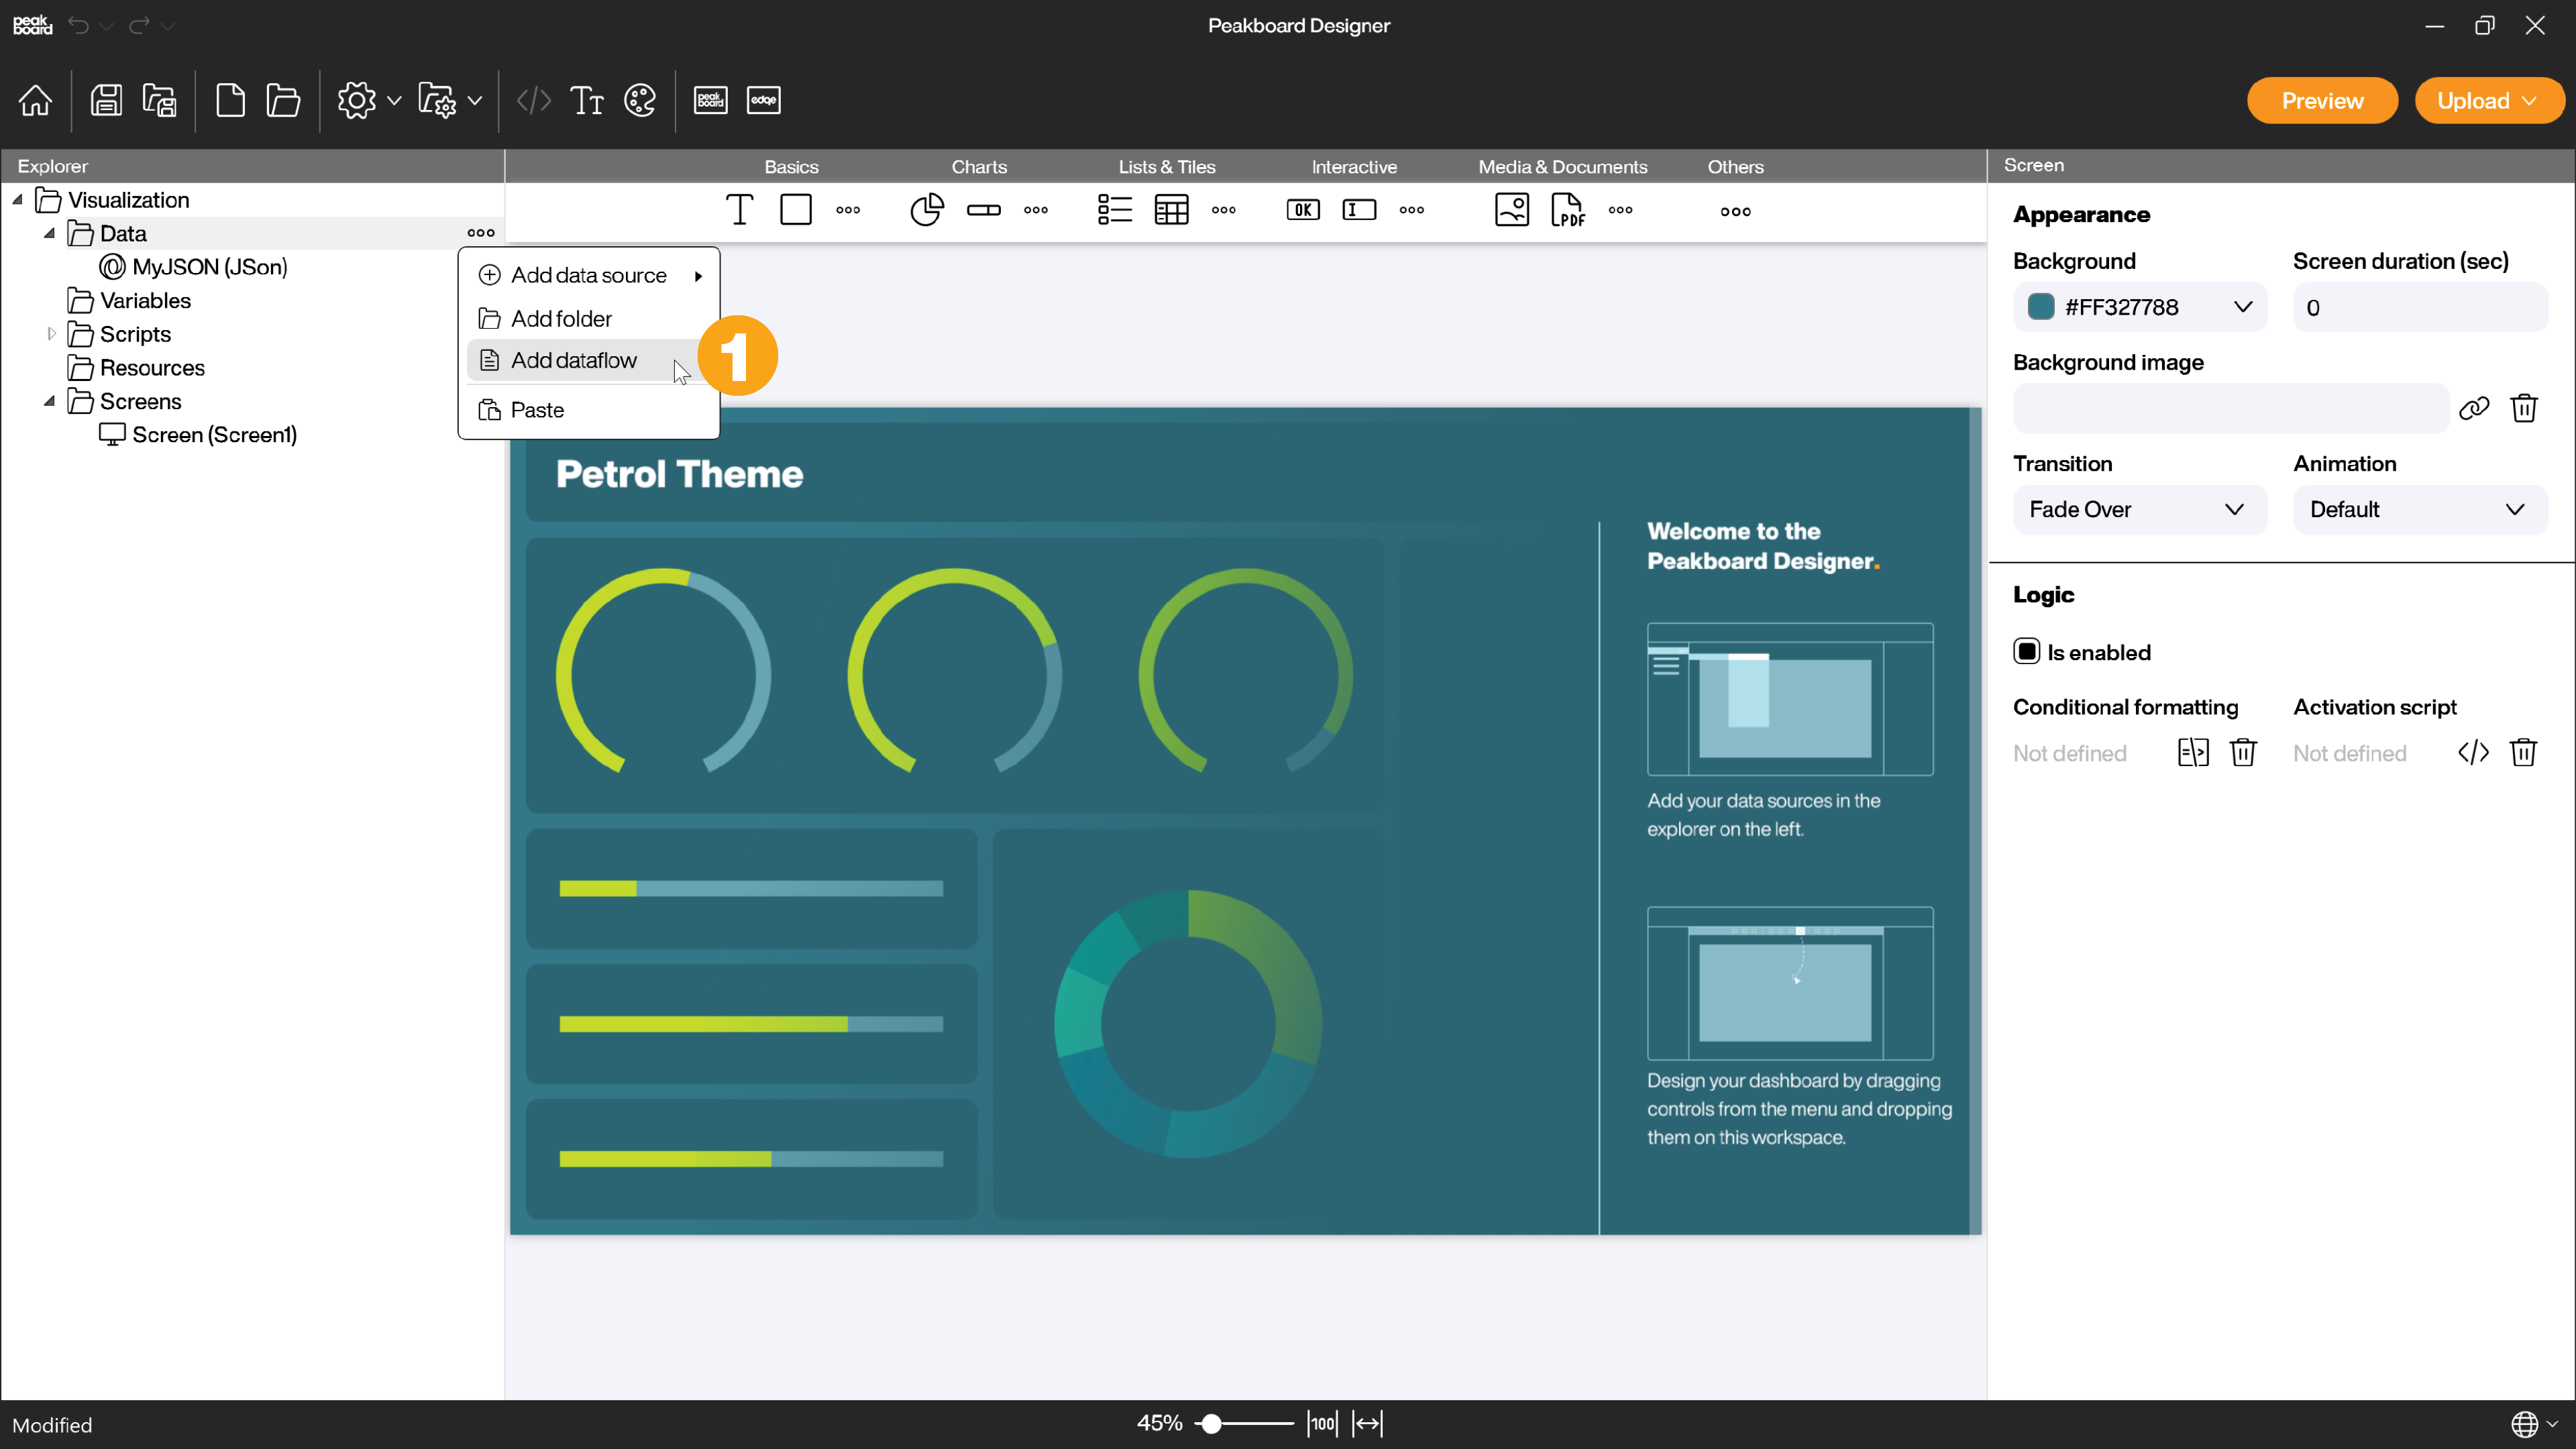 peak
board
Peakboard Designer
peak
board
edge
Preview
Upload
Explorer
Basics
Charts
Lists & Tiles
Interactive
Media & Documents
Others
Screen
Visualization
Data
MyJSON (JSon)
Variables
Scripts
Resources
Screens
Screen (Screen1)
OK
I
PDF
Add data source
Add folder
Add dataflow
Paste
1
Petrol Theme
Welcome to the
Peakboard Designer.
Add your data sources in the
explorer on the left.
Design your dashboard by dragging
controls from the menu and dropping
them on this workspace.
Appearance
Background
Screen duration (sec)
#FF327788
0
Background image
Transition
Animation
Fade Over
Default
Logic
Is enabled
Conditional formatting
Activation script
Not defined
Not defined
Modified
45%
100